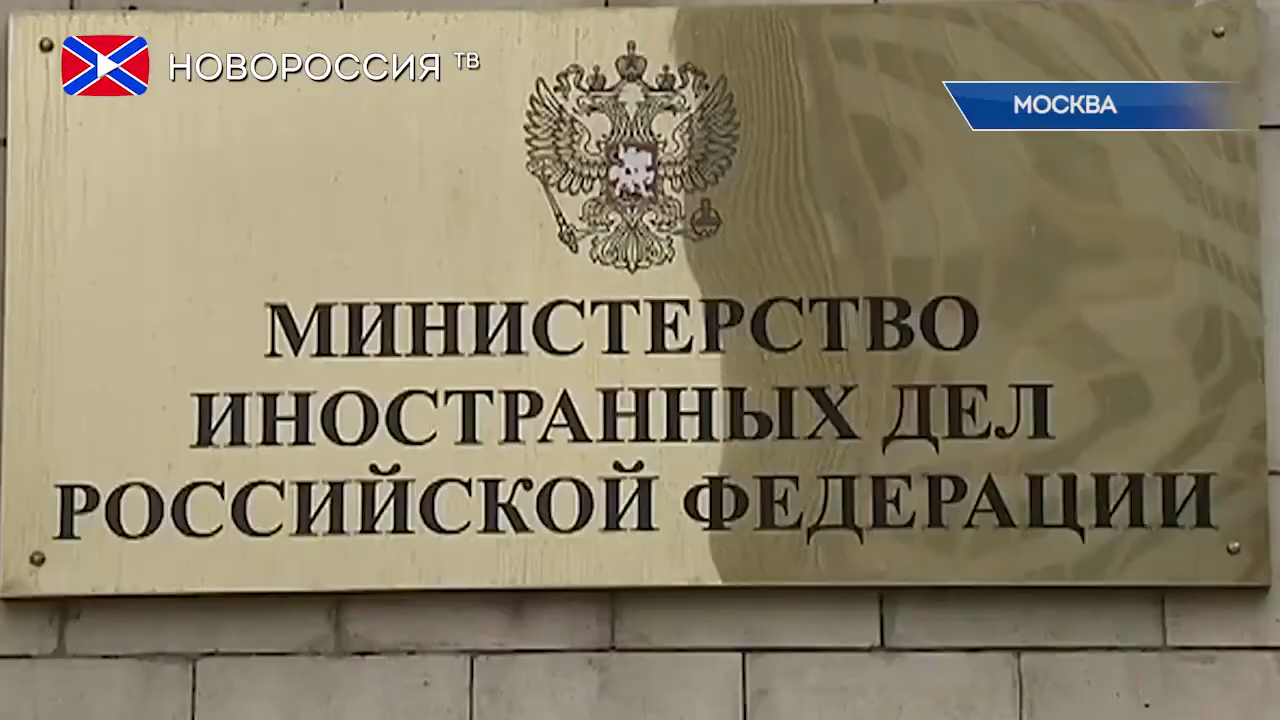 НОВОРОССИЯ ТВ
МОСКВА
МИНИСТЕРСТВО
ИНОСТРАННЫХ ДЕЛ
РОССИЙСКОЙ ФЕДЕРАЦИИ